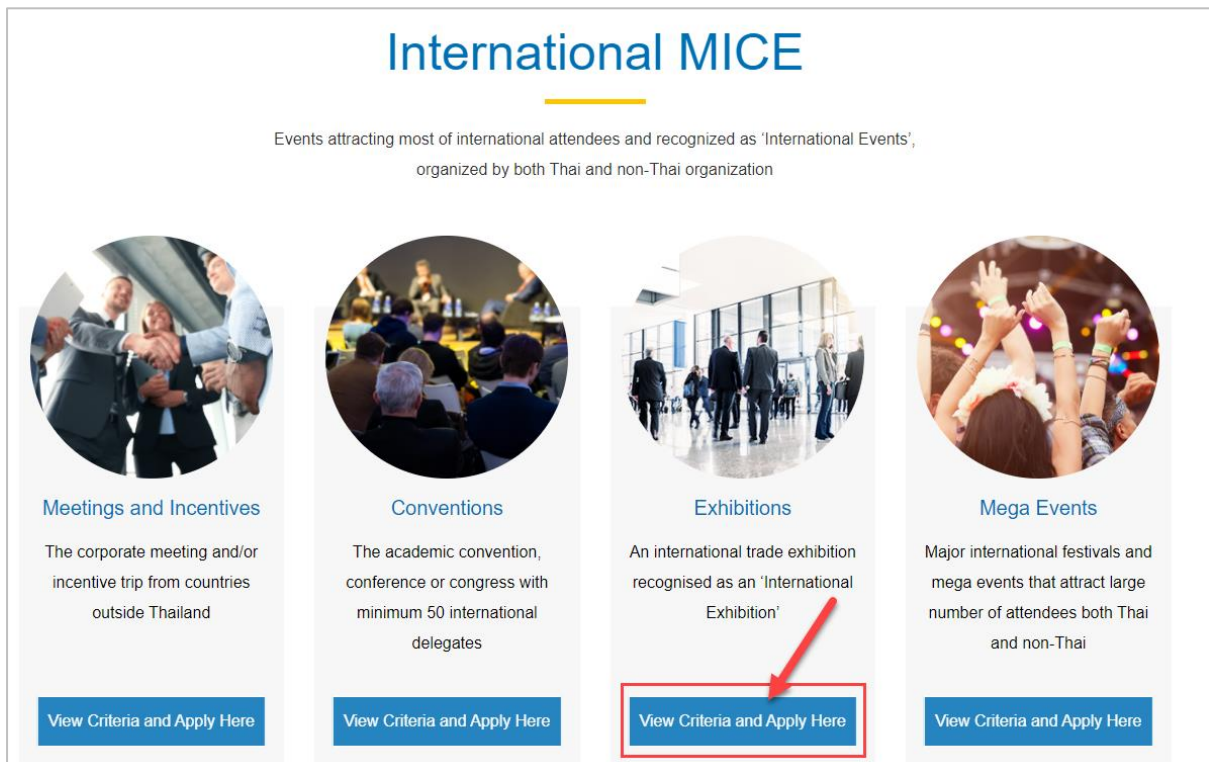 International MICE
Events attracting most of international attendees and recognized as ‘International Events’,
organized by both Thai and non-Thai organization
Meetings and Incentives
The corporate meeting and/or
incentive trip from countries
outside Thailand
View Criteria and Apply Here
Conventions
The academic convention,
conference or congress with
minimum 50 international
delegates
View Criteria and Apply Here
Exhibitions
An international trade exhibition
recognised as an ‘International
Exhibition’
View Criteria and Apply Here
Mega Events
Major international festivals and
mega events that attract large
number of attendees both Thai
and non-Thai
View Criteria and Apply Here